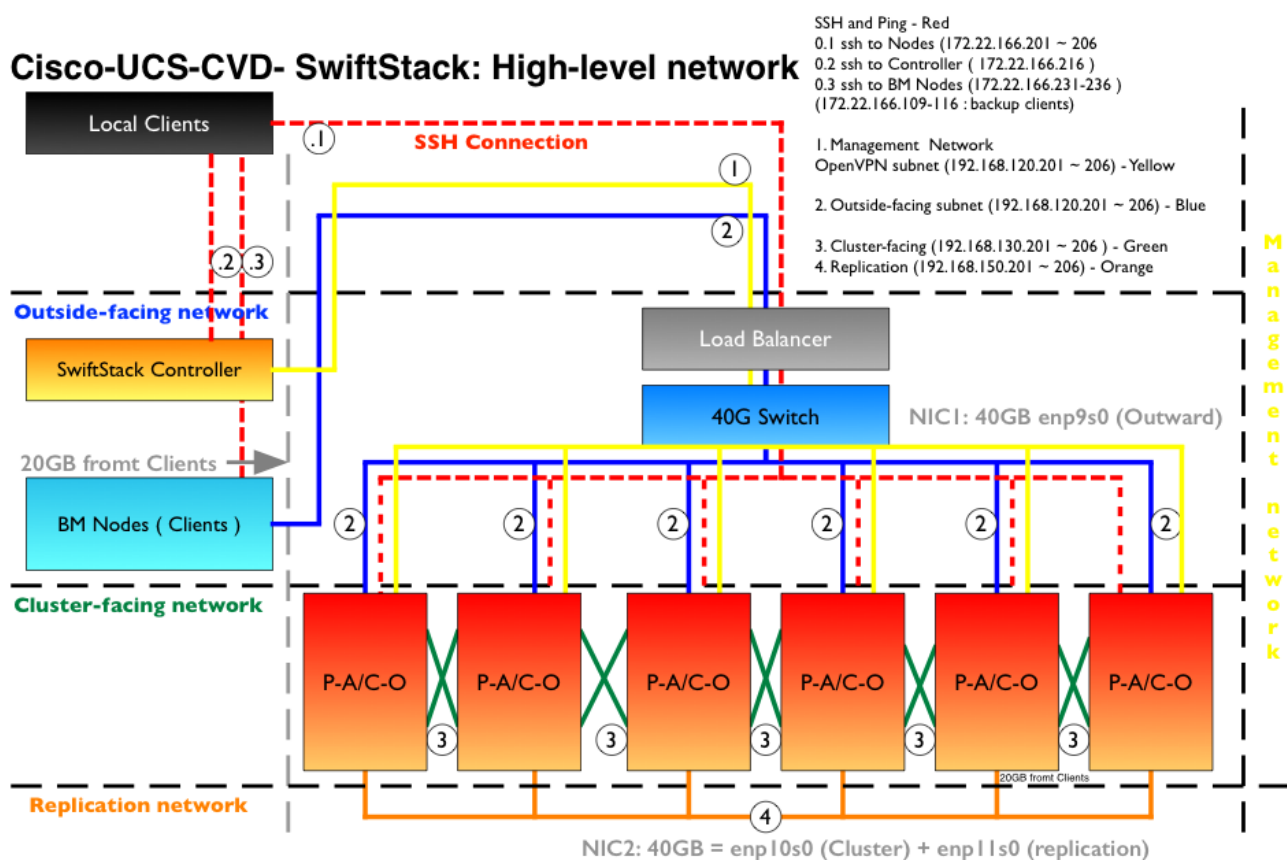 Cisco-UCS-CVD- SwiftStack: High-level network
SSH and Ping - Red
0.1 ssh to Nodes (172.22.166.201 ~ 206
0.2 ssh to Controller ( 172.22.166.216 )
0.3 ssh to BM Nodes (172.22.166.231-236 )
(172.22.166.109-116 : backup clients)
1. Management Network
OpenVPN subnet (192.168.120.201 ~ 206) - Yellow
2. Outside-facing subnet (192.168.120.201 ~ 206) - Blue
3. Cluster-facing (192.168.130.201 ~ 206 ) - Green
4. Replication (192.168.150.201 ~ 206) - Orange
Local Clients
.1
SSH Connection
1
2
.2
.3
Management network
Outside-facing network
Load Balancer
SwiftStack Controller
40G Switch
NIC1: 40GB enp9s0 (Outward)
20GB fromt Clients
BM Nodes ( Clients )
2
2
2
2
2
2
Cluster-facing network
P-A/C-O
P-A/C-O
P-A/C-O
P-A/C-O
P-A/C-O
P-A/C-O
3
3
3
3
3
20GB fromt Clients
Replication network
4
NIC2: 40GB = enp10s0 (Cluster) + enp11s0 (replication)